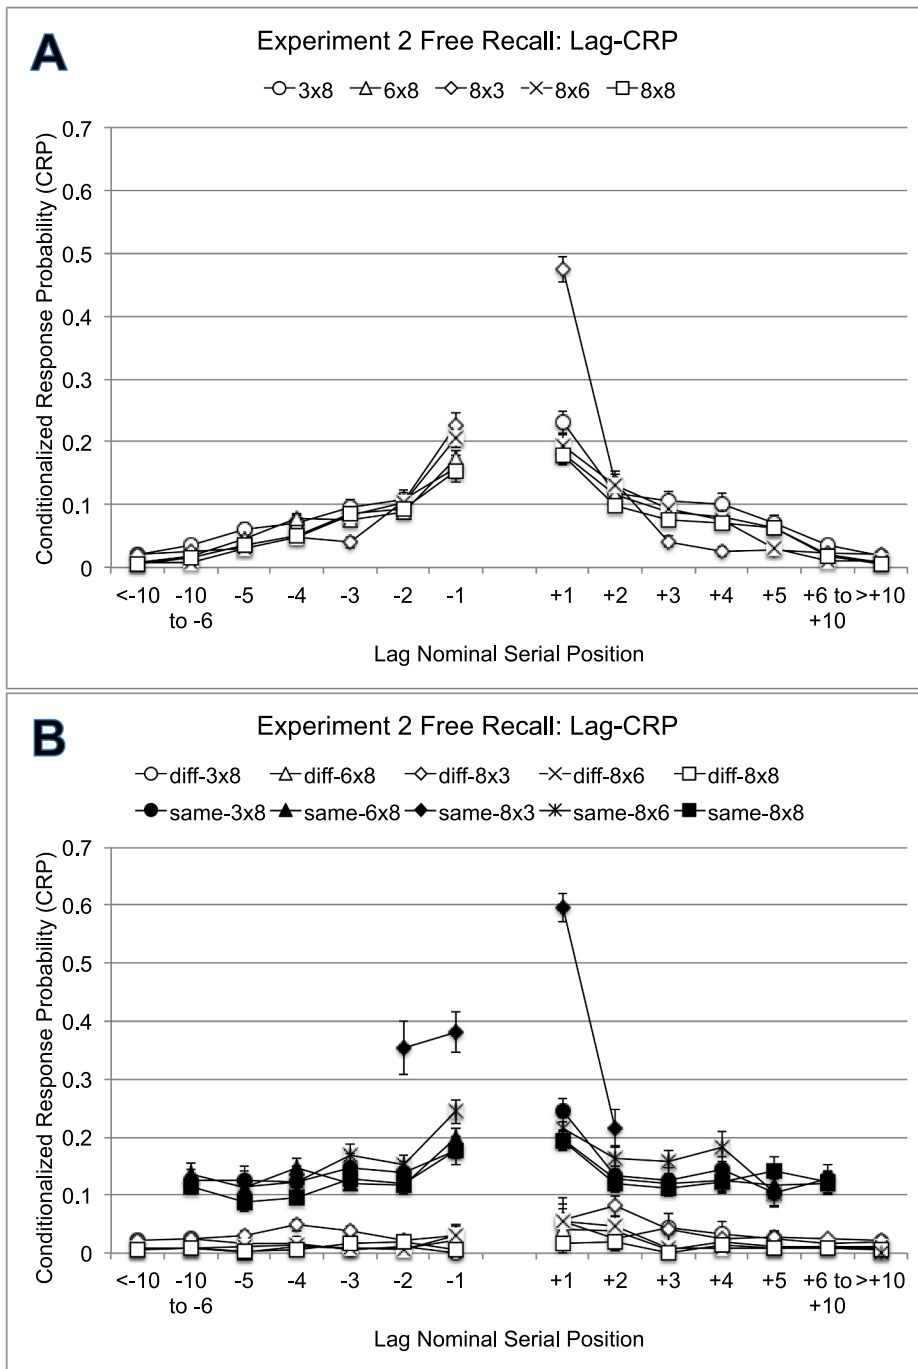 A
Experiment 2 Free Recall: Lag-CRP
3x8 6x8 8x3 8x6 8x8
Conditionalized Response Probability (CRP)
0.7
0.6
0.5
0.4
0.3
0.2
0.1
0
<-10 -10 -5 -4 -3 -2 -1 +1 +2 +3 +4 +5 +6 to >+10
to -6 +10
Lag Nominal Serial Position
B
Experiment 2 Free Recall: Lag-CRP
diff-3x8 diff-6x8 diff-8x3 diff-8x6 diff-8x8
same-3x8 same-6x8 same-8x3 same-8x6 same-8x8
Conditionalized Response Probability (CRP)
0.7
0.6
0.5
0.4
0.3
0.2
0.1
0
<-10 -10 -5 -4 -3 -2 -1 +1 +2 +3 +4 +5 +6 to >+10
to -6 +10
Lag Nominal Serial Position